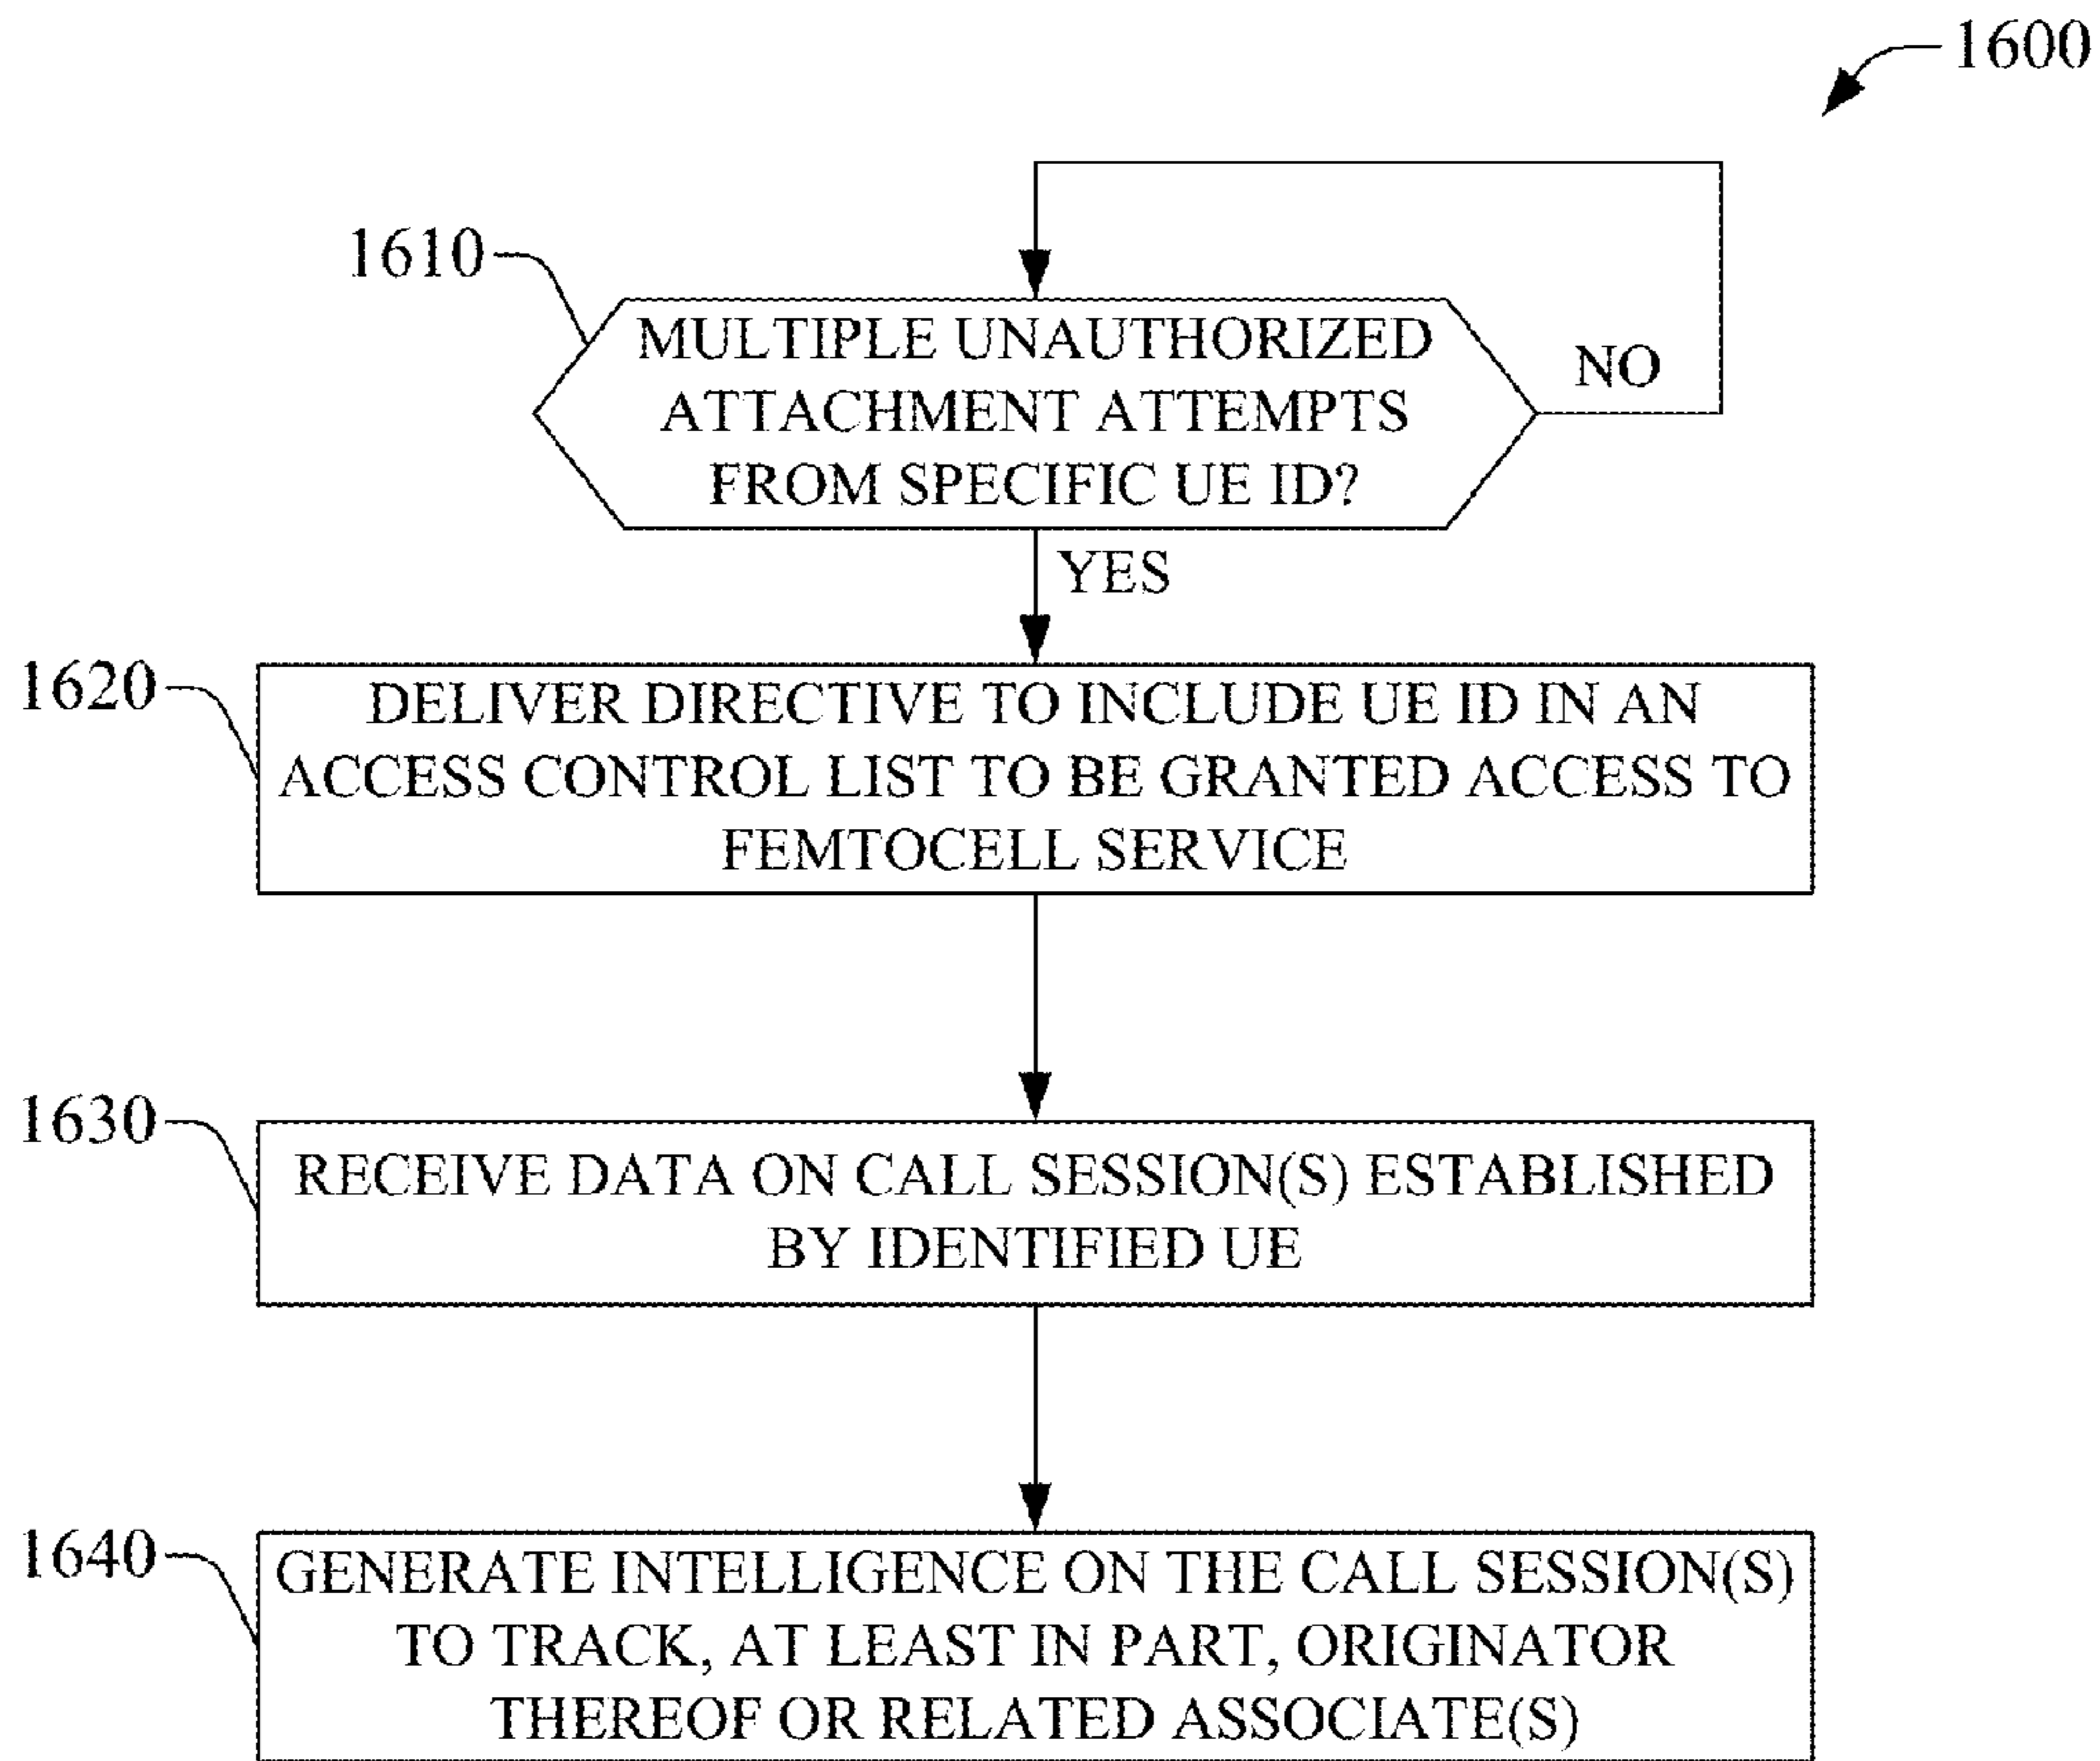 1600
1610
MULTIPLE UNAUTHORIZED
ATTACHMENT ATTEMPTS
FROM SPECIFIC UE ID?
NO
YES
1620
DELIVER DIRECTIVE TO INCLUDE UE ID IN AN
ACCESS CONTROL LIST TO BE GRANTED ACCESS TO
FEMTOCELL SERVICE
1630
RECEIVE DATA ON CALL SESSION(S) ESTABLISHED
BY IDENTIFIED UE
1640
GENERATE INTELLIGENCE ON THE CALL SESSION(S)
TO TRACK, AT LEAST IN PART, ORIGINATOR
THEREOF OR RELATED ASSOCIATE(S)